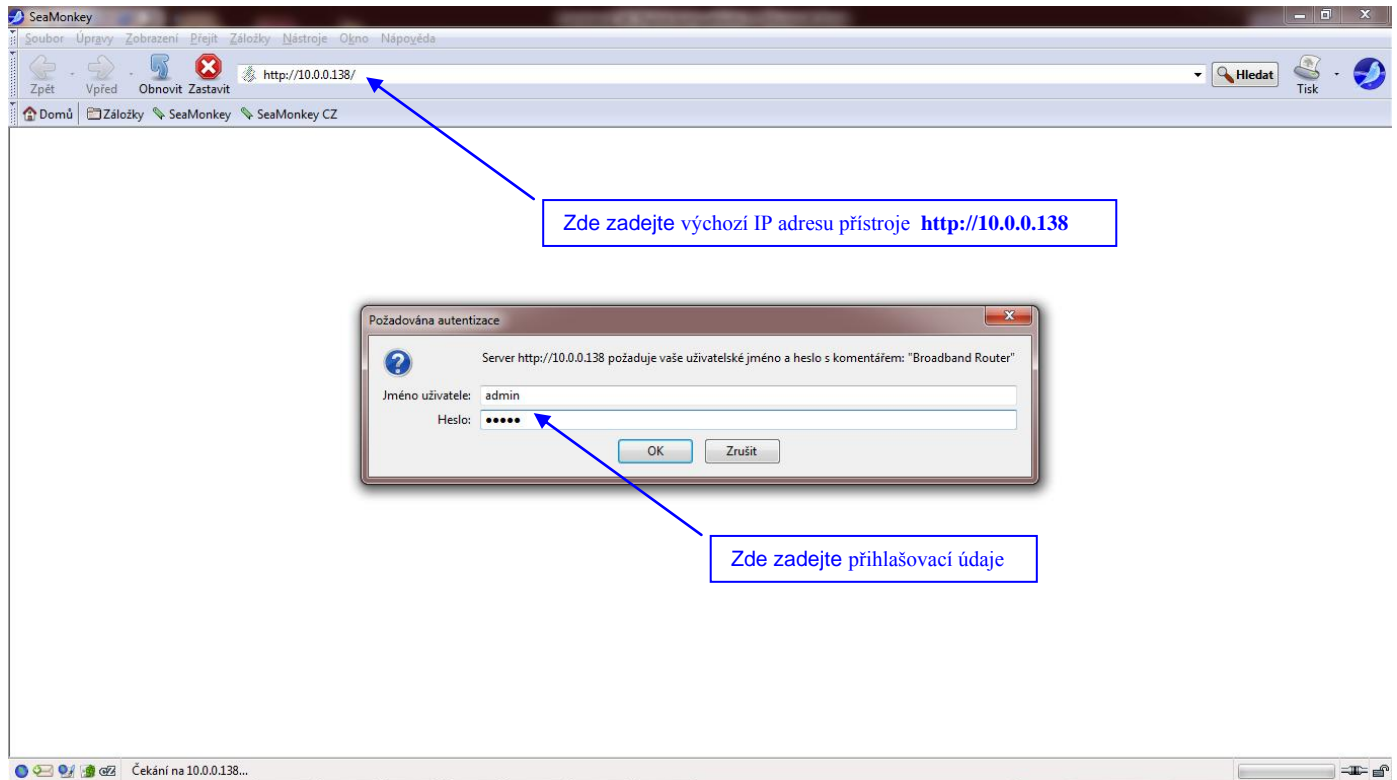 SeaMonkey
Soubor Úpravy Zobrazení Přejít Záložky Nástroje Okno Nápověda
Zpět Vpřed Obnovit Zastavit http://10.0.0.138/ Hledat Tisk
Domů Záložky SeaMonkey SeaMonkey CZ
Zde zadejte výchozí IP adresu přístroje http://10.0.0.138
Požadována autentizace
Server http://10.0.0.138 požaduje vaše uživatelské jméno a heslo s komentářem: "Broadband Router"
Jméno uživatele: admin
Heslo: •••••
OK Zrušit
Zde zadejte přihlašovací údaje
Čekání na 10.0.0.138...